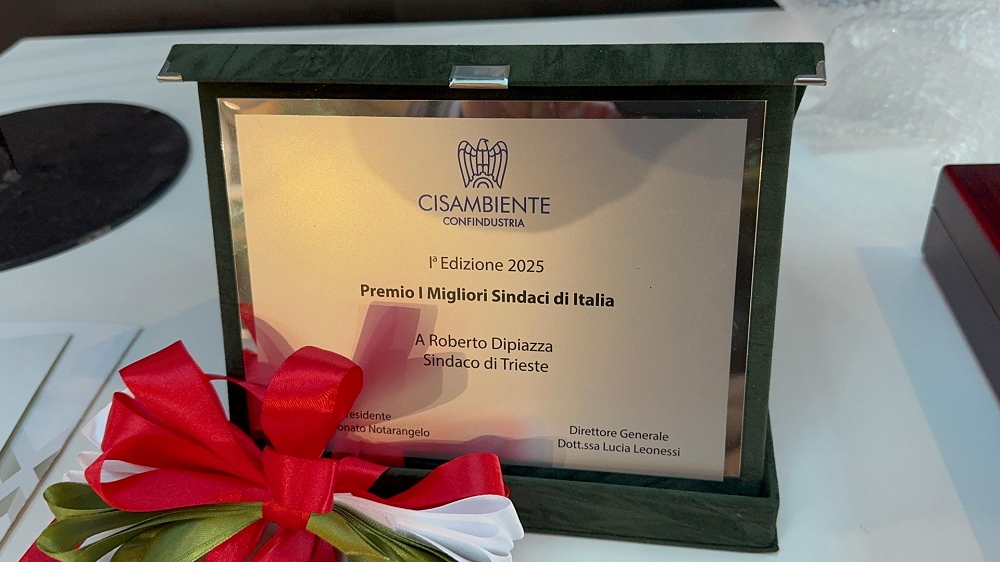 CISAMBIENTE
CONFINDUSTRIA
Iª Edizione 2025
Premio I Migliori Sindaci di Italia
A Roberto Dipiazza
Sindaco di Trieste
Notarangelo
Direttore Generale
Dott.ssa Lucia Leonessi